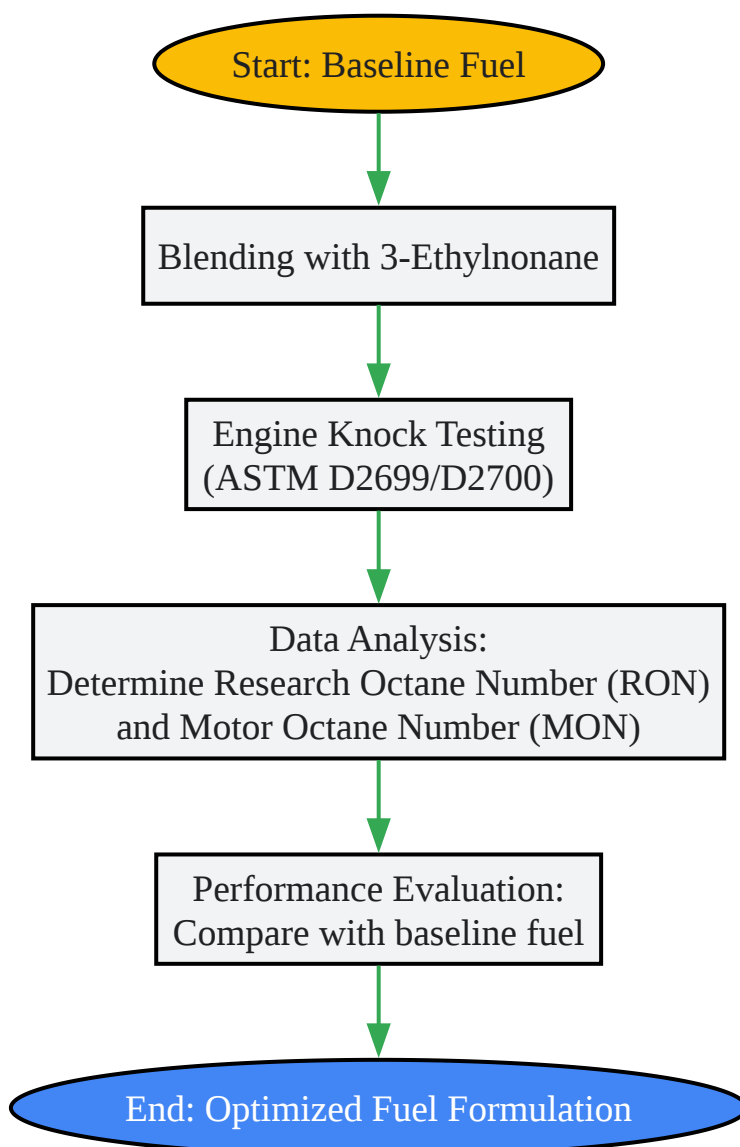 Start: Baseline Fuel
Blending with 3-Ethylnonane
Engine Knock Testing
(ASTM D2699/D2700)
Data Analysis:
Determine Research Octane Number (RON)
and Motor Octane Number (MON)
Performance Evaluation:
Compare with baseline fuel
End: Optimized Fuel Formulation